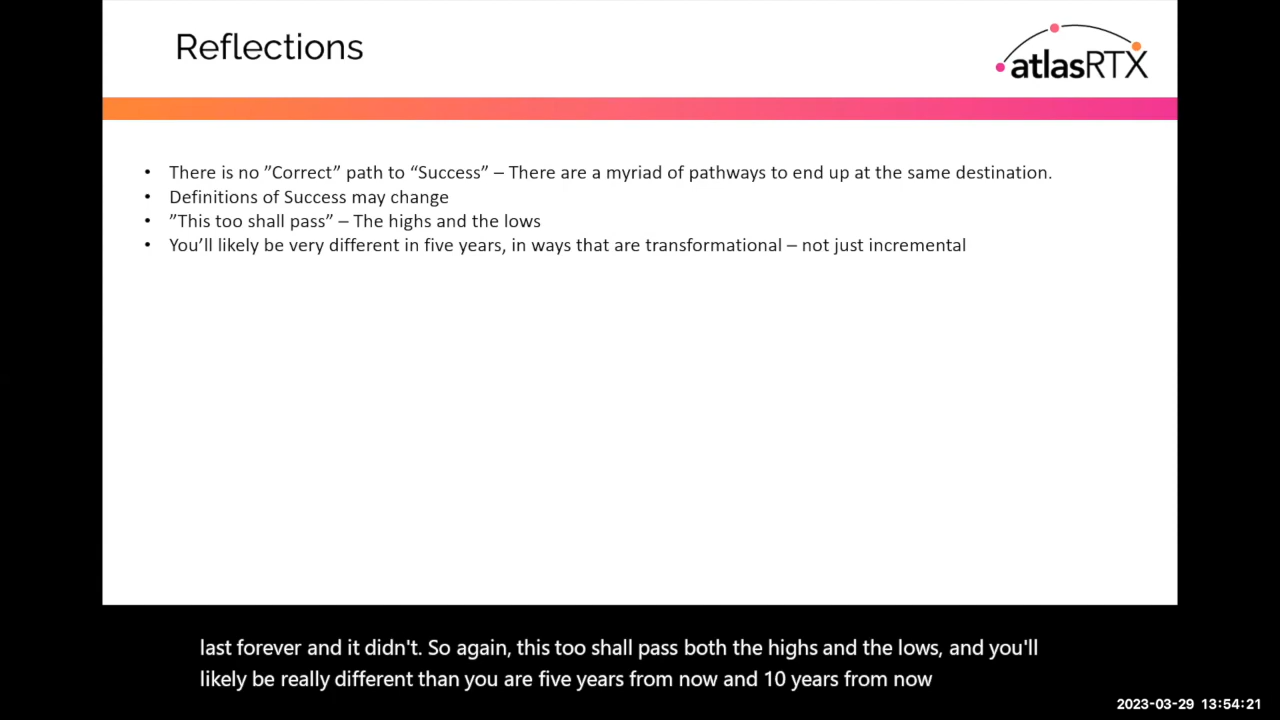 Reflections
atlasRTX
• There is no ”Correct” path to “Success” – There are a myriad of pathways to end up at the same destination.
• Definitions of Success may change
• ”This too shall pass” – The highs and the lows
• You’ll likely be very different in five years, in ways that are transformational – not just incremental
last forever and it didn't. So again, this too shall pass both the highs and the lows, and you'll
likely be really different than you are five years from now and 10 years from now
2023-03-29 13:54:21